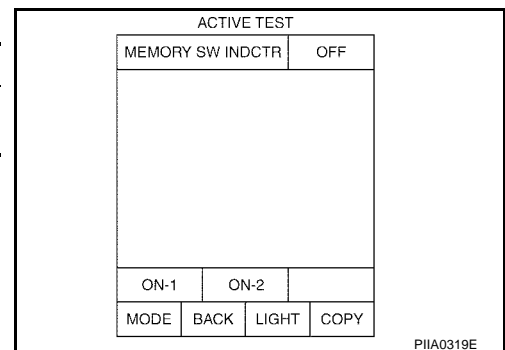 ACTIVE TEST
MEMORY SW INDCTR OFF
ON-1 ON-2
MODE BACK LIGHT COPY
PIIA0319E